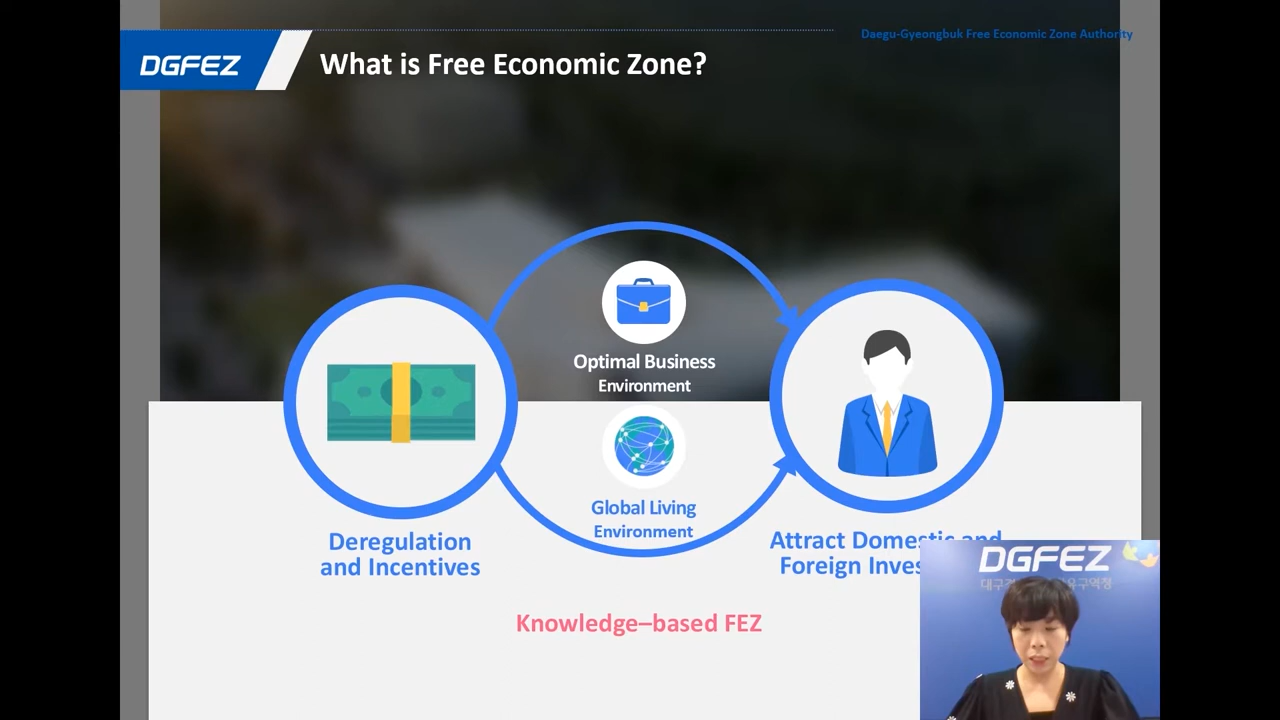 Daegu-Gyeongbuk Free Economic Zone Authority
DGFEZ
What is Free Economic Zone?
Optimal Business
Environment
Global Living
Environment
Deregulation
and Incentives
Attract Domestic and
Foreign
Knowledge–based FEZ
DGFEZ